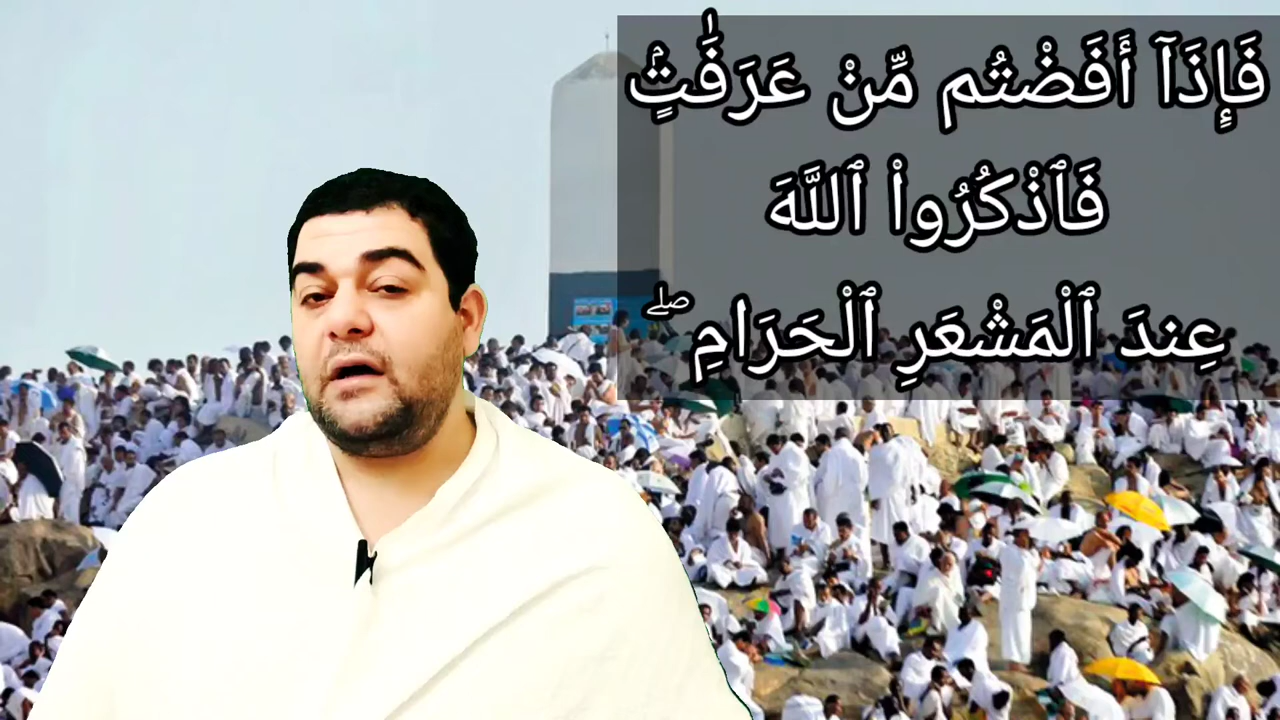 فَإِذَآ أَفَضْتُم مِّنْ عَرَفَٰتٍۢ
فَٱذْكُرُوا۟ ٱللَّهَ
عِندَ ٱلْمَشْعَرِ ٱلْحَرَامِ ۖ